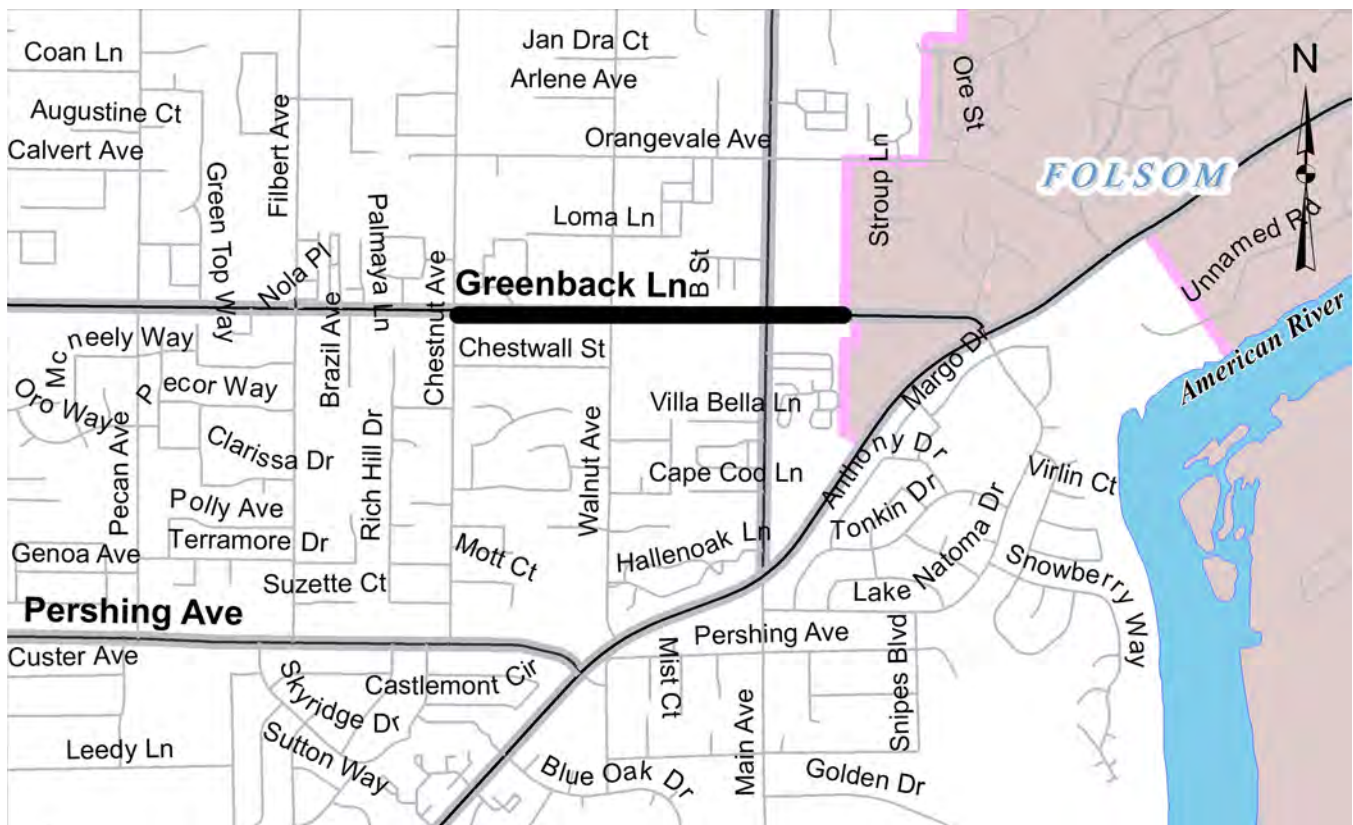 Coan Ln
Jan Dra Ct
Arlene Ave
Ore St
N
Augustine Ct
Filbert Ave
Orangevale Ave
Calvert Ave
Stroup Ln
FOLSOM
Green Top Way
Palmaya Ln
Loma Ln
Unnamed Rd
Nola Pl
Chestnut Ave
Greenback Ln
B St
Mc neely Way
Brazil Ave
Chestwall St
Margo Dr
American River
P ecor Way
Oro Way
Villa Bella Ln
Pecan Ave
Clarissa Dr
Rich Hill Dr
Walnut Ave
Cape Cod Ln
Anthony Dr
Virlin Ct
Polly Ave
Tonkin Dr
Terramore Dr
Mott Ct
Hallenoak Ln
Genoa Ave
Suzette Ct
Lake Natoma Dr
Snowberry Way
Pershing Ave
Pershing Ave
Snipes Blvd
Custer Ave
Castlemont Cir
Mist Ct
Skyridge Dr
Main Ave
Leedy Ln
Sutton Way
Blue Oak Dr
Golden Dr